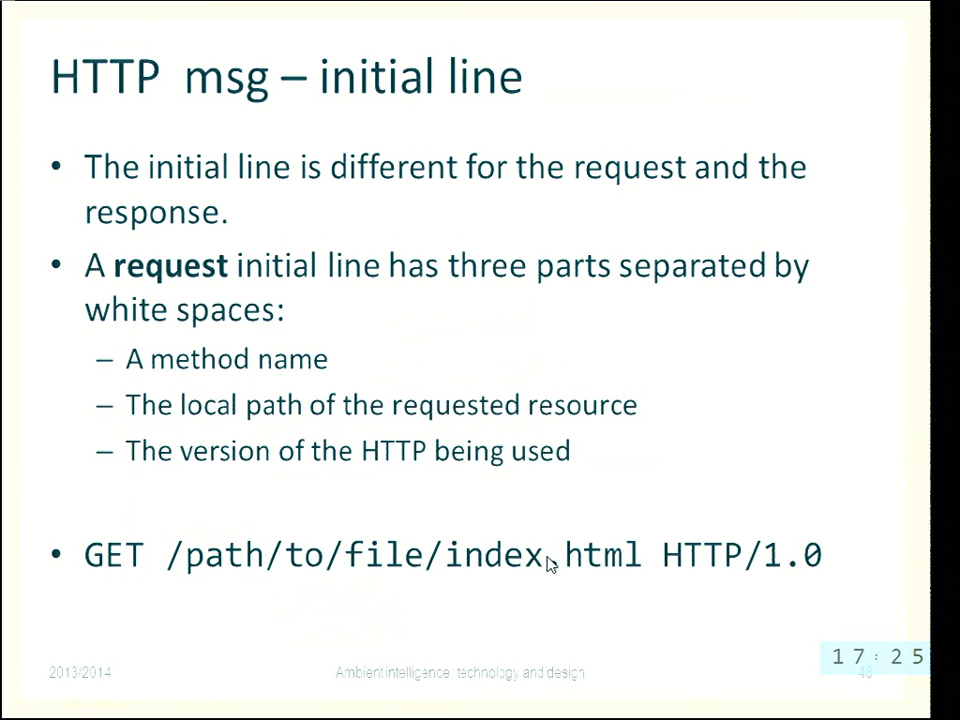 HTTP msg – initial line
• The initial line is different for the request and the
response.
• A request initial line has three parts separated by
white spaces:
– A method name
– The local path of the requested resource
– The version of the HTTP being used
• GET /path/to/file/index.html HTTP/1.0
17:25
2013/2014 Ambient intelligence: technology and design 48